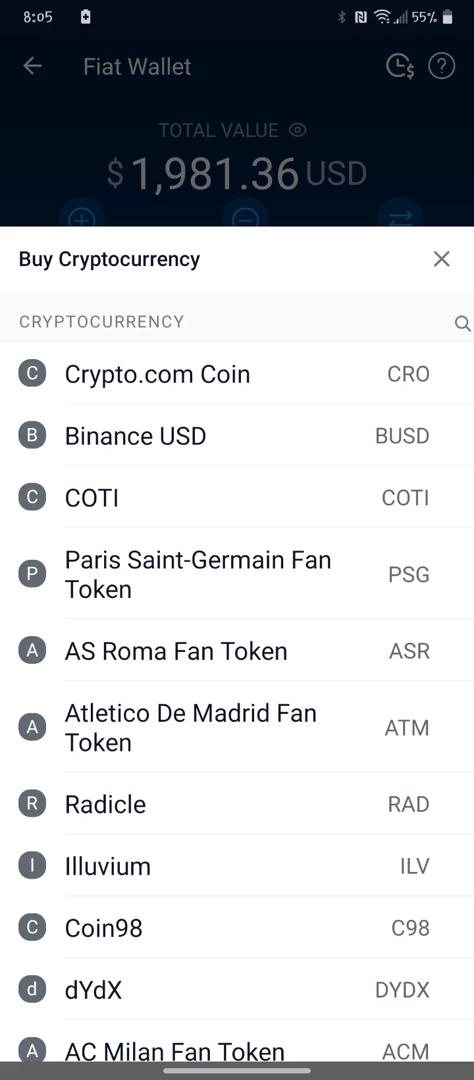 8:05
55%
Fiat Wallet
TOTAL VALUE
$ 1,981.36 USD
Buy Cryptocurrency
CRYPTOCURRENCY
C Crypto.com Coin CRO
B Binance USD BUSD
C COTI COTI
P Paris Saint-Germain Fan
Token PSG
A AS Roma Fan Token ASR
A Atletico De Madrid Fan
Token ATM
R Radicle RAD
I Illuvium ILV
C Coin98 C98
d dYdX DYDX
A AC Milan Fan Token ACM